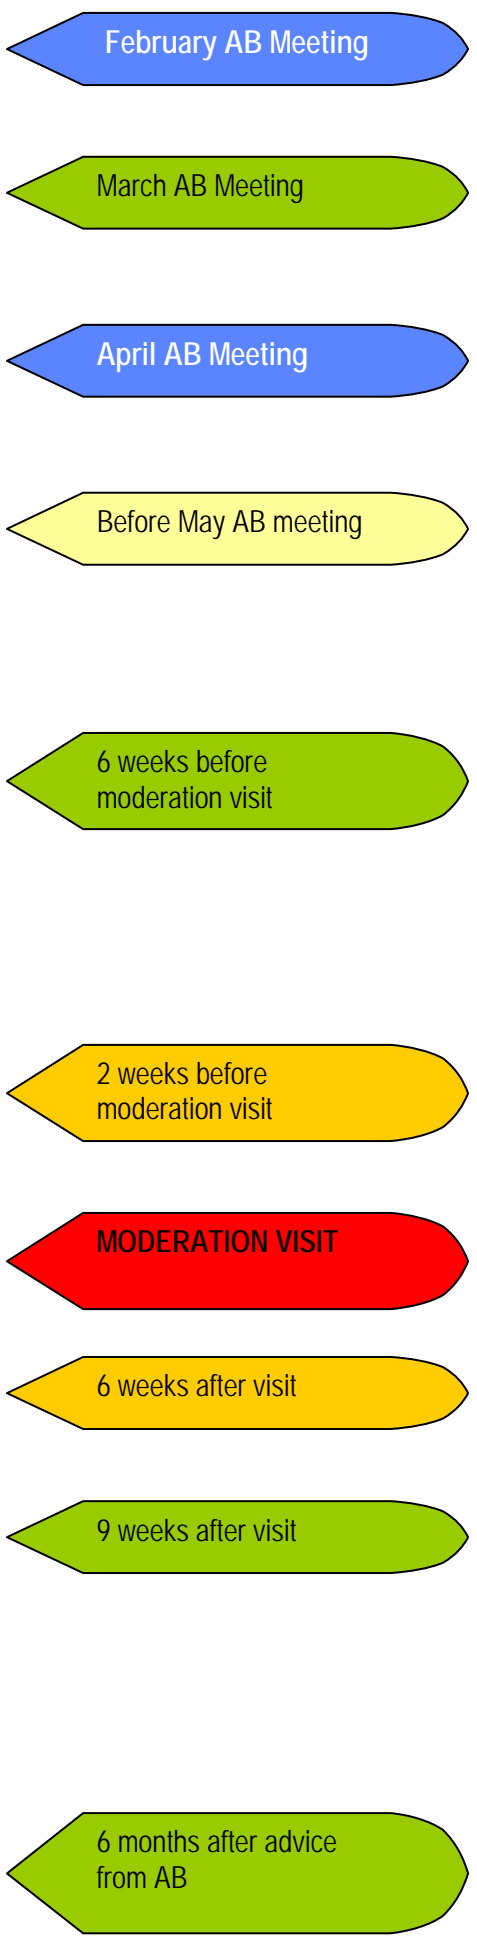 February AB Meeting
March AB Meeting
April AB Meeting
Before May AB meeting
6 weeks before
moderation visit
2 weeks before
moderation visit
MODERATION VISIT
6 weeks after visit
9 weeks after visit
6 months after advice
from AB